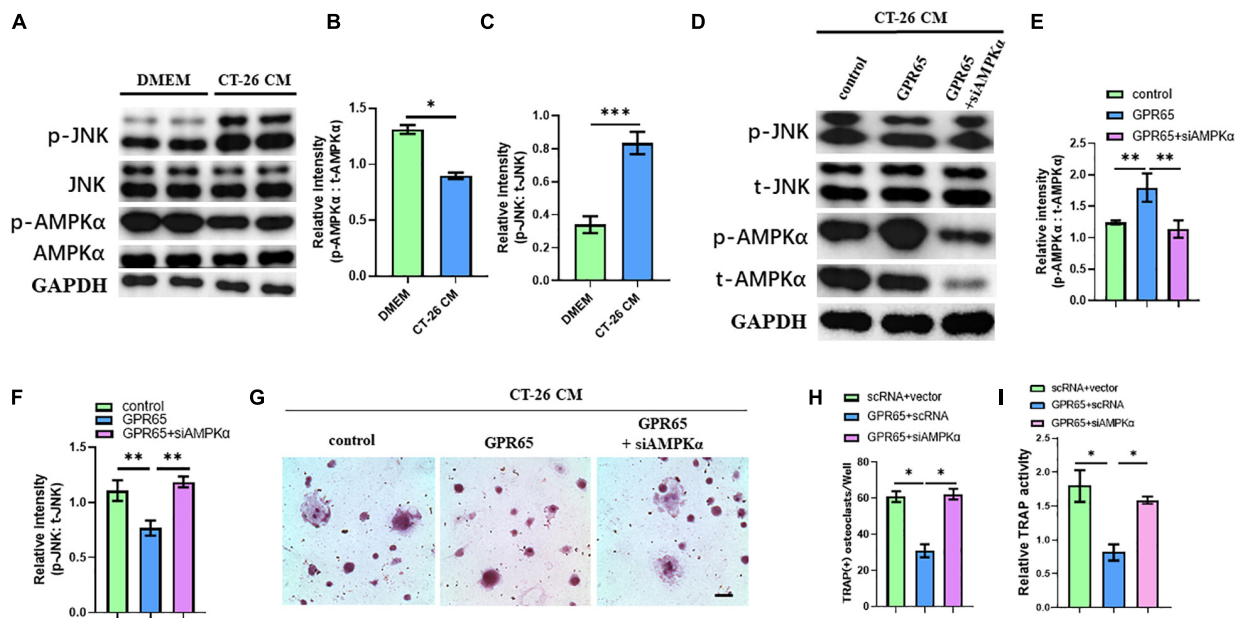 A
DMEM
CT-26 CM
p-JNK
JNK
p-AMPKα
AMPKα
GAPDH
B
*
Relative intensity
(p-AMPKα : t-AMPKα)
1.5
1.0
0.5
0.0
DMEM
CT-26 CM
C
***
Relative intensity
(p-JNK: t-JNK)
1.0
0.8
0.6
0.4
0.2
0.0
DMEM
CT-26 CM
D
CT-26 CM
control
GPR65
GPR65
+siAMPKα
p-JNK
t-JNK
p-AMPKα
t-AMPKα
GAPDH
E
control
GPR65
GPR65+siAMPKα
** **
Relative intensity
(p-AMPKα : t-AMPKα)
2.5
2.0
1.5
1.0
0.5
0.0
F
control
GPR65
GPR65+siAMPKα
** **
Relative intensity
(p-JNK: t-JNK)
1.5
1.0
0.5
0.0
G
CT-26 CM
control
GPR65
GPR65
+ siAMPKα
H
scRNA+vector
GPR65+scRNA
GPR65+siAMPKα
* *
TRAP(+) osteoclasts/Well
80
60
40
20
0
I
scRNA+vector
GPR65+scRNA
GPR65+siAMPKα
* *
Relative TRAP activity
2.5
2.0
1.5
1.0
0.5
0.0